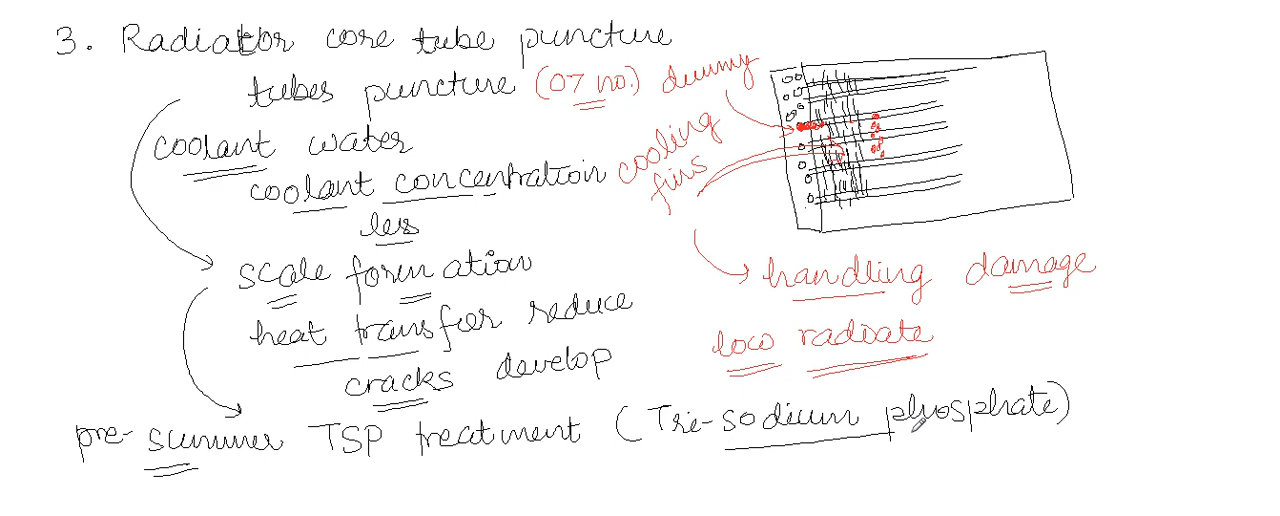 3. Radiator core tube puncture
tubes puncture (07 no.) dummy
coolant water
coolant concentration
less
cooling
fins
scale formation
heat transfer reduce
cracks develop
handling damage
loco radiate
pre-summer TSP treatment (Tri-sodium phosphate)